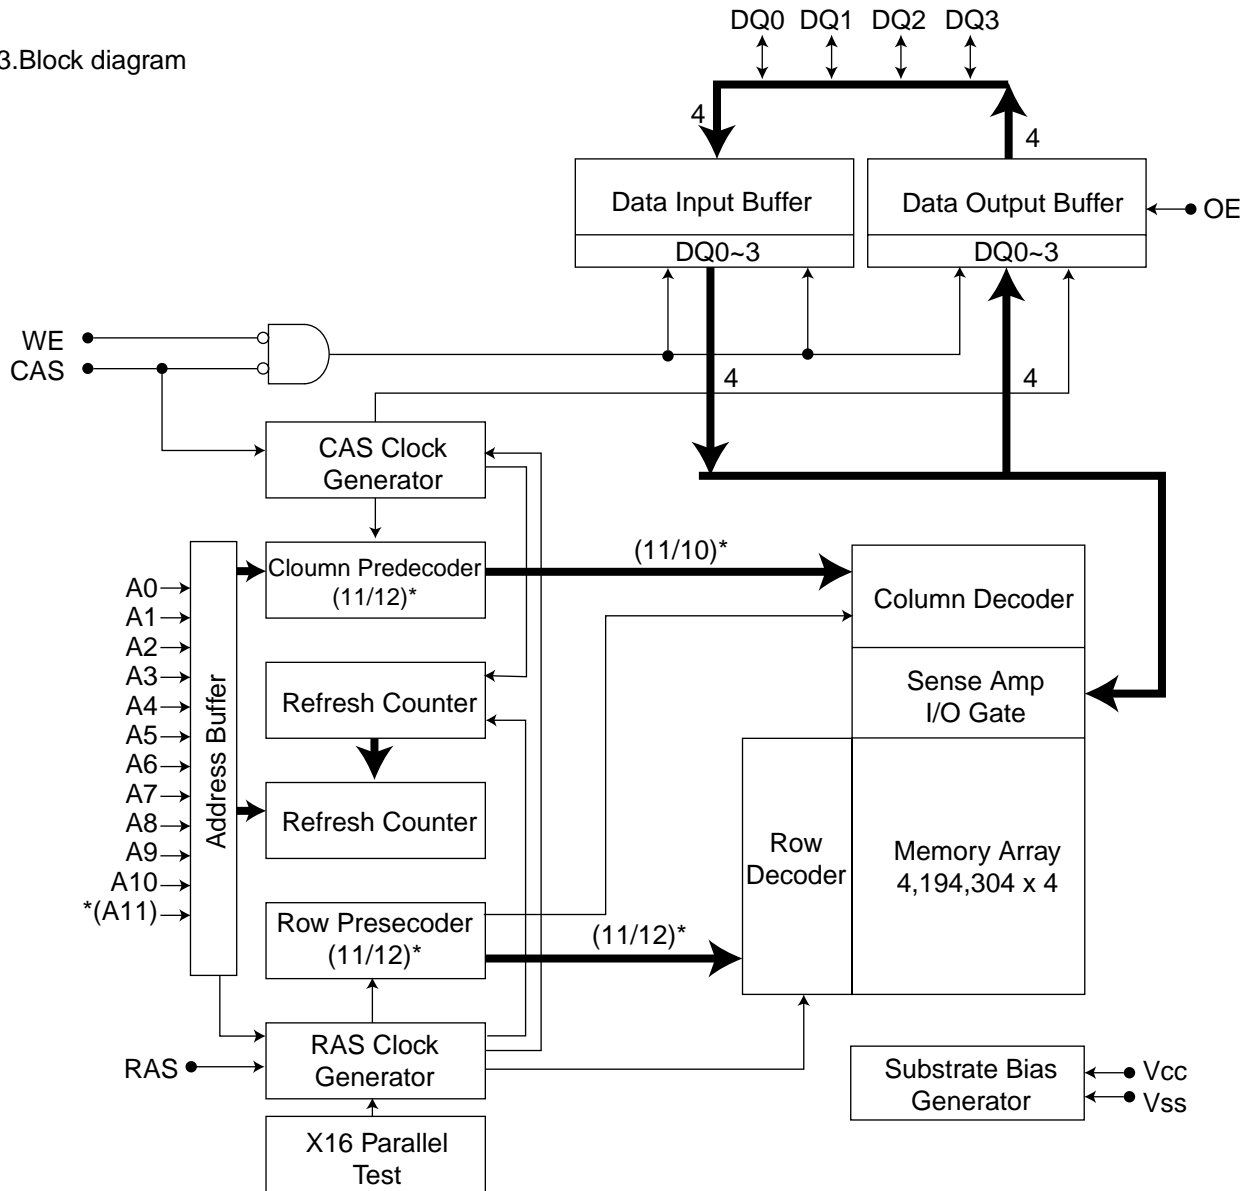 DQ0 DQ1 DQ2 DQ3
3.Block diagram
4
4
Data Input Buffer
Data Output Buffer
OE
DQ0~3
DQ0~3
WE
CAS
4
4
CAS Clock
Generator
(11/10)*
Cloumn Predecoder
(11/12)*
Column Decoder
A0
A1
A2
A3
A4
A5
A6
A7
A8
A9
A10
*(A11)
Address Buffer
Refresh Counter
Sense Amp
I/O Gate
Refresh Counter
Row
Decoder
Memory Array
4,194,304 x 4
Row Presecoder
(11/12)*
(11/12)*
RAS
RAS Clock
Generator
Substrate Bias
Generator
Vcc
Vss
X16 Parallel
Test